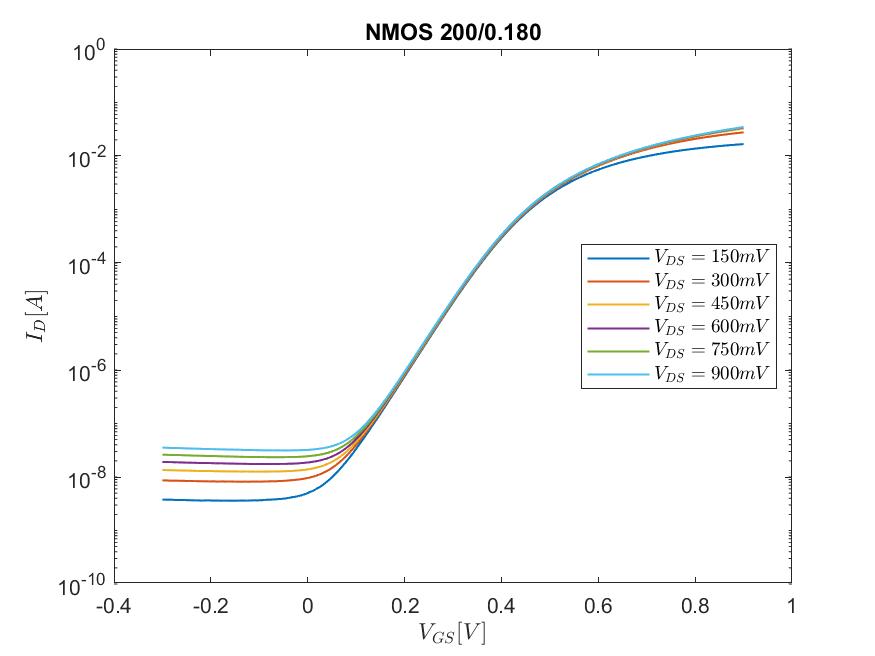 NMOS 200/0.180
10^0
10^-2
10^-4
10^-6
10^-8
10^-10
I_D[A]
V_DS = 150mV
V_DS = 300mV
V_DS = 450mV
V_DS = 600mV
V_DS = 750mV
V_DS = 900mV
-0.4 -0.2 0 0.2 0.4 0.6 0.8 1
V_GS[V]